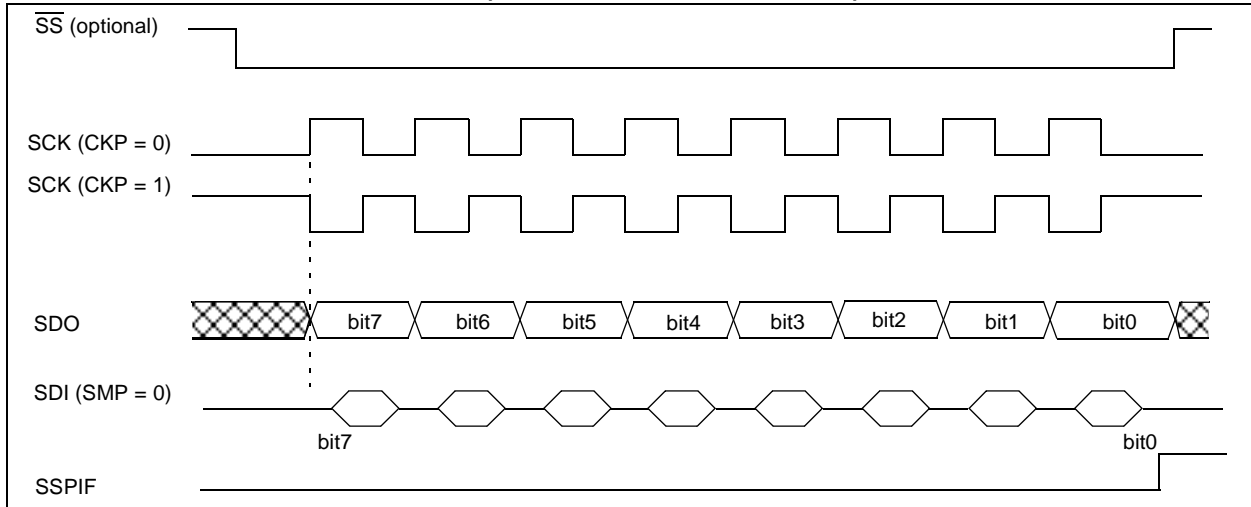 S̅S̅ (optional)
SCK (CKP = 0)
SCK (CKP = 1)
SDO bit7 bit6 bit5 bit4 bit3 bit2 bit1 bit0
SDI (SMP = 0)
bit7 bit0
SSPIF